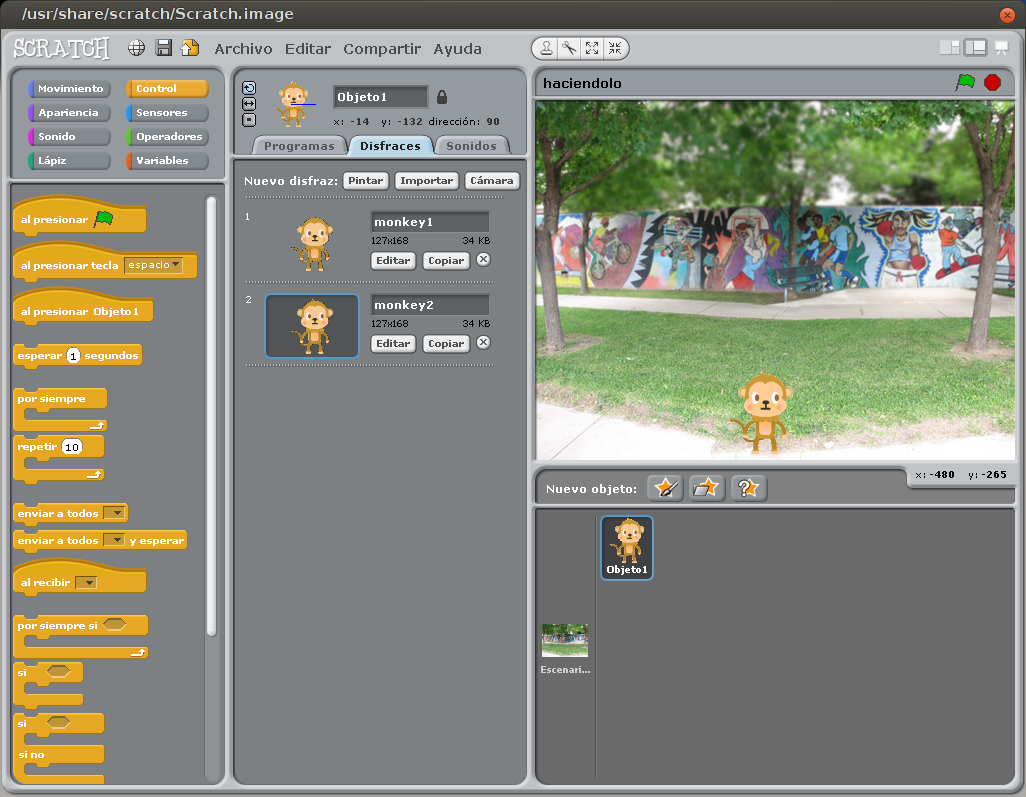 /usr/share/scratch/Scratch.image
SCRATCH Archivo Editar Compartir Ayuda
Movimiento Control
Apariencia Sensores
Sonido Operadores
Lápiz Variables
al presionar
al presionar tecla espacio
al presionar Objeto1
esperar 1 segundos
por siempre
repetir 10
enviar a todos
enviar a todos y esperar
al recibir
por siempre si
si
si
si no
Objeto1
x: -14 y: -132 dirección: 90
Programas Disfraces Sonidos
Nuevo disfraz: Pintar Importar Cámara
1 monkey1
127x168 34 KB
Editar Copiar
2 monkey2
127x168 34 KB
Editar Copiar
haciendolo
x: -480 y: -265
Nuevo objeto:
Objeto1
Escenari...